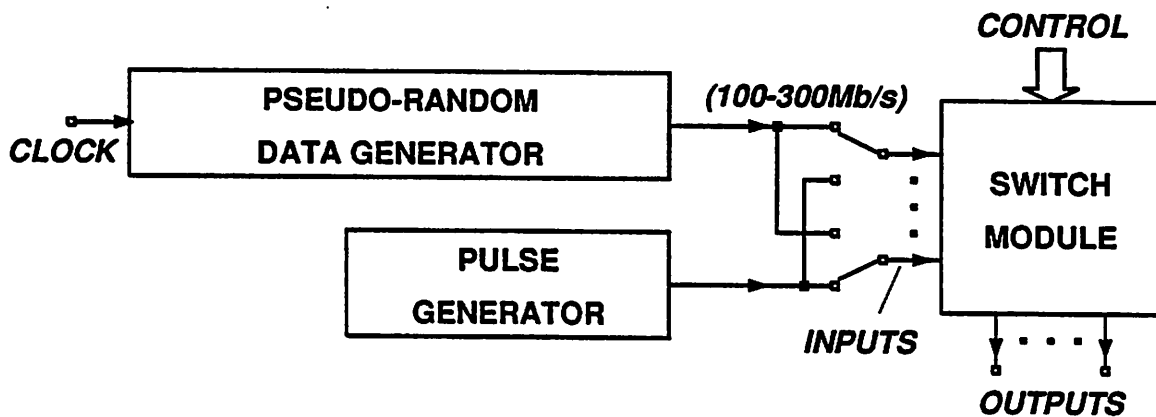 CONTROL
PSEUDO-RANDOM
DATA GENERATOR
(100-300Mb/s)
CLOCK
SWITCH
MODULE
PULSE
GENERATOR
INPUTS
OUTPUTS